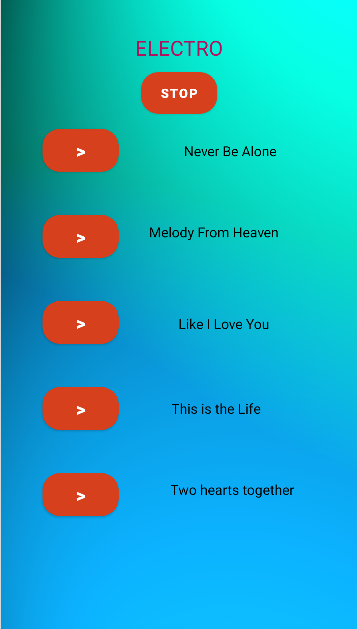 ELECTRO
STOP
> Never Be Alone
> Melody From Heaven
> Like I Love You
> This is the Life
> Two hearts together